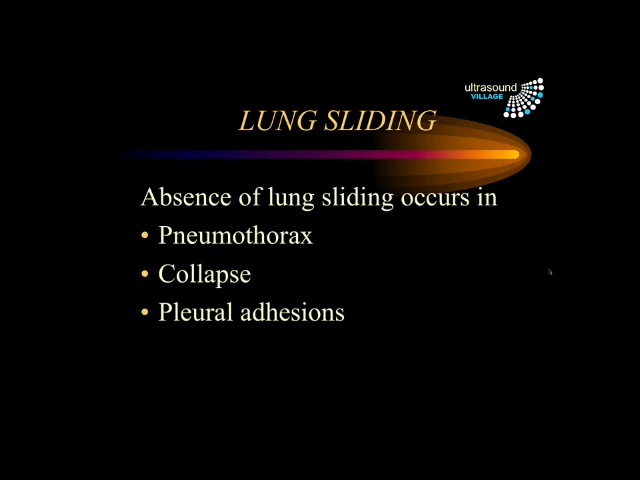 ultrasound
VILLAGE
LUNG SLIDING
Absence of lung sliding occurs in
• Pneumothorax
• Collapse
• Pleural adhesions